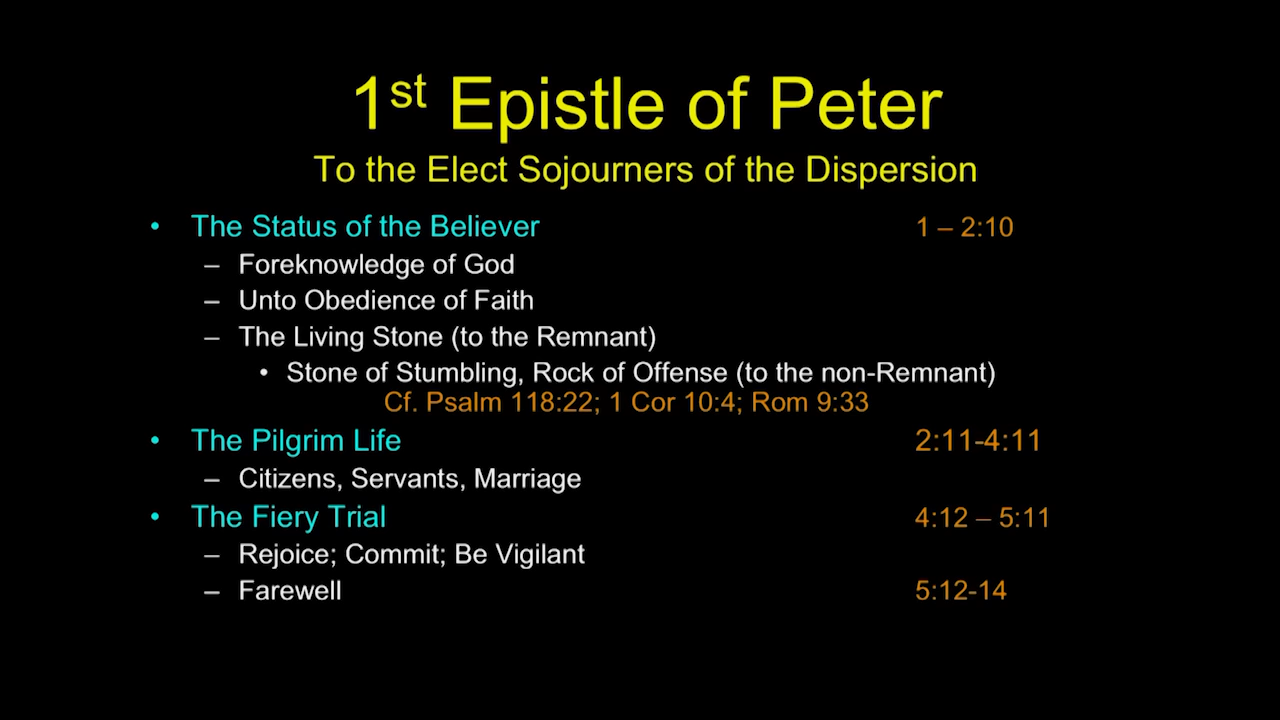 1st Epistle of Peter
To the Elect Sojourners of the Dispersion
• The Status of the Believer 1 – 2:10
– Foreknowledge of God
– Unto Obedience of Faith
– The Living Stone (to the Remnant)
• Stone of Stumbling, Rock of Offense (to the non-Remnant)
Cf. Psalm 118:22; 1 Cor 10:4; Rom 9:33
• The Pilgrim Life 2:11-4:11
– Citizens, Servants, Marriage
• The Fiery Trial 4:12 – 5:11
– Rejoice; Commit; Be Vigilant
– Farewell 5:12-14